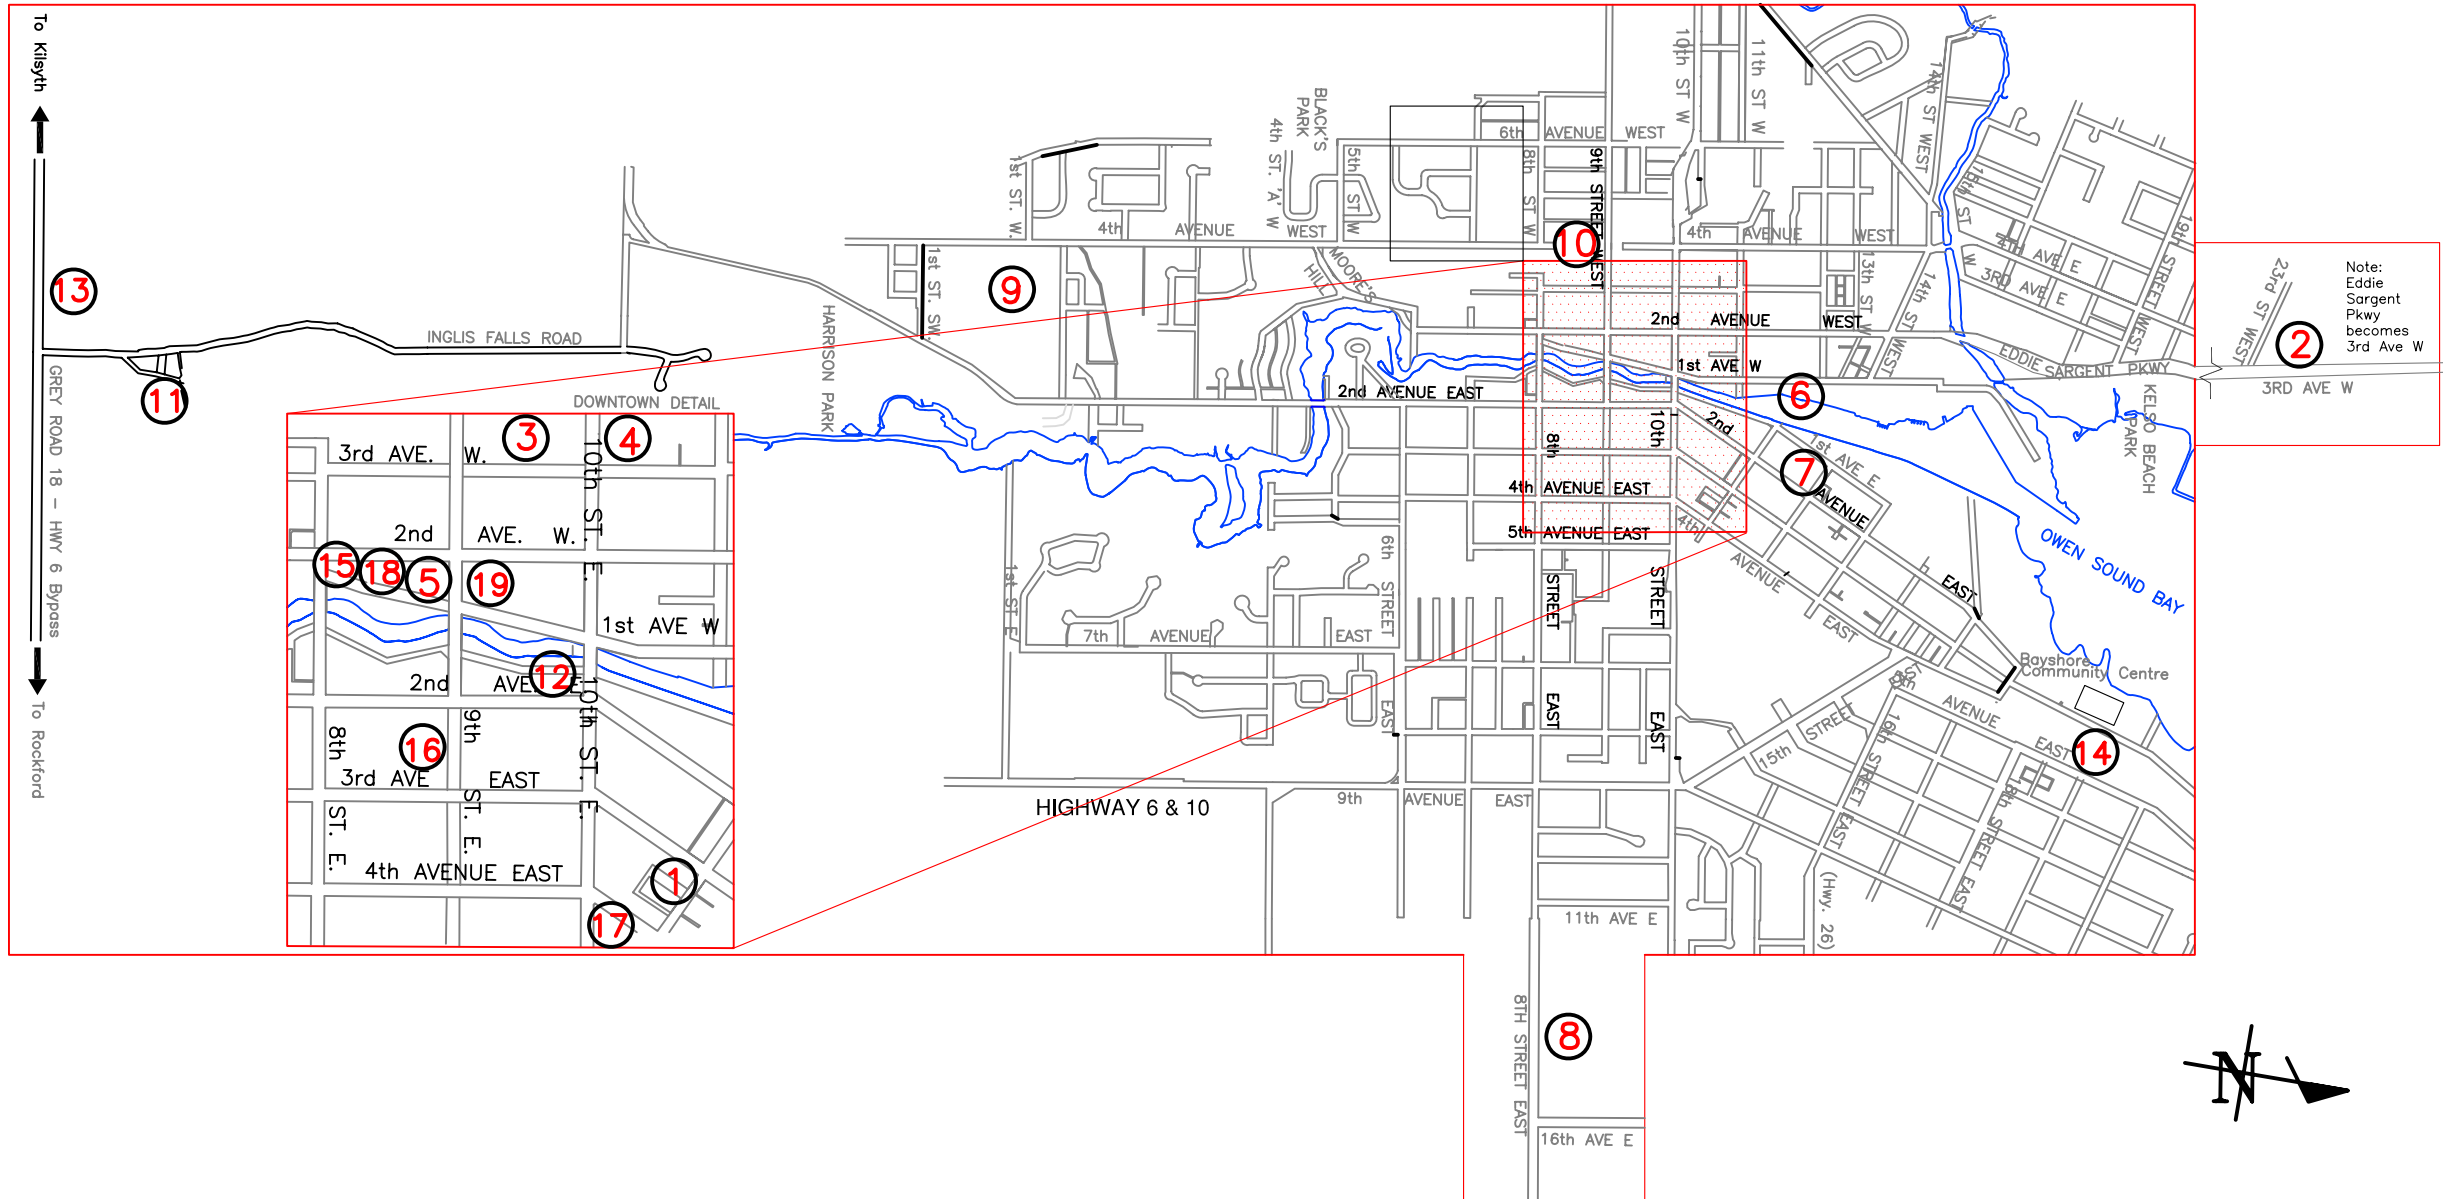 To Kilsyth
13
GREY ROAD 18 – HWY 6 Bypass
To Rockford
11
INGLIS FALLS ROAD
HARRISON PARK
DOWNTOWN DETAIL
3rd AVE. W.
3
4
10th ST. E.
2nd AVE. W.
15
18
5
19
1st AVE W
12
2nd AVE. E.
10th ST. E.
8th ST. E.
9th ST. E.
16
3rd AVE EAST
4th AVENUE EAST
1
17
1st ST. W.
1st ST. SW.
9
4th AVENUE WEST
4th ST. 'A' W
BLACK'S
PARK
5th ST W
MOORE'S
HILL
6th AVENUE WEST
8th ST W
9th STREET WEST
10
10th ST W
11th ST W
4th AVENUE WEST
13th ST W
14th ST WEST
14th ST WEST
15th ST W
16th
4TH AVE E
3RD AVE E
19th STREET WEST
2nd AVENUE WEST
1st AVE W
EDDIE SARGENT PKWY
23rd ST WEST
2
3RD AVE W
Note:
Eddie
Sargent
Pkwy
becomes
3rd Ave W
KELSO BEACH
PARK
6
7
2nd AVENUE EAST
1st AVE E
2nd AVENUE EAST
4th AVENUE EAST
5th AVENUE EAST
4th AVENUE EAST
8th STREET EAST
10th STREET EAST
6th STREET EAST
1st ST E
7th AVENUE EAST
HIGHWAY 6 & 10
9th AVENUE EAST
OWEN SOUND BAY
Bayshore
Community Centre
14
9th AVENUE EAST
ST
15th STREET
16th STREET EAST
18th STREET EAST
(Hwy. 26)
11th AVE E
8TH STREET EAST
8
16th AVE E
N